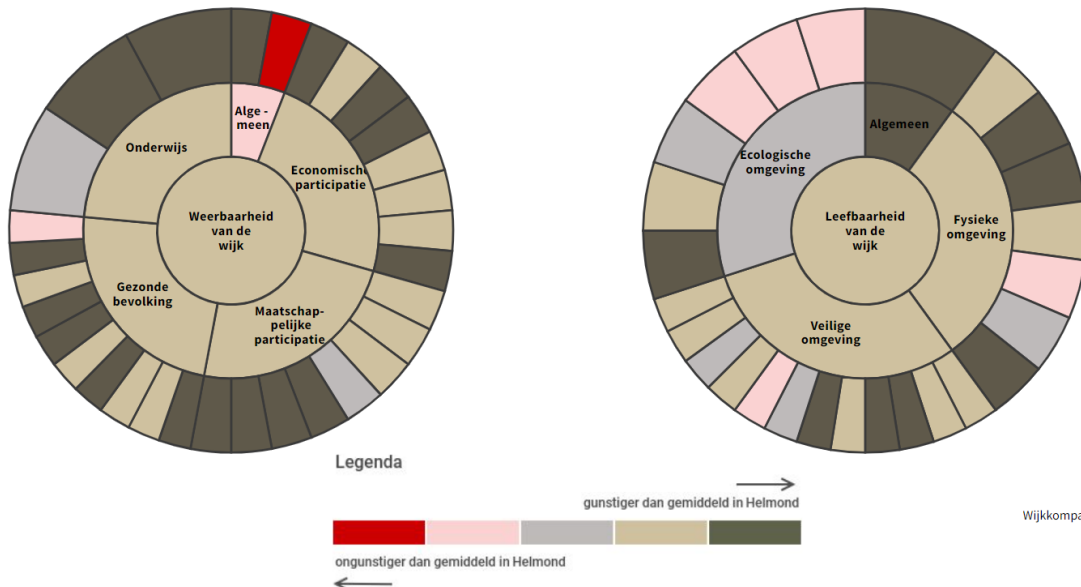 Alge -
meen
Onderwijs
Economische
participatie
Weerbaarheid
van de
wijk
Gezonde
bevolking
Maatschap-
pelijke
participatie
Algemeen
Ecologische
omgeving
Leefbaarheid
van de
wijk
Fysieke
omgeving
Veilige
omgeving
Legenda
gunstiger dan gemiddeld in Helmond
ongunstiger dan gemiddeld in Helmond
Wijkkompa